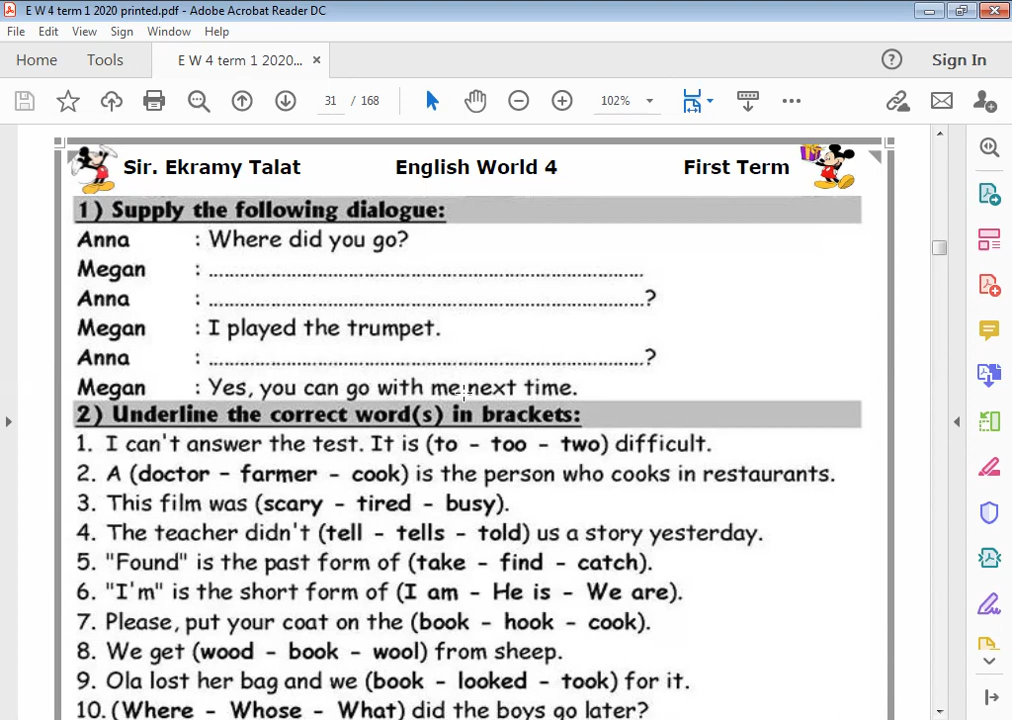 E W 4 term 1 2020 printed.pdf - Adobe Acrobat Reader DC
File Edit View Sign Window Help
Home Tools E W 4 term 1 2020... × ? Sign In
31 / 168 102%
Sir. Ekramy Talat English World 4 First Term
1) Supply the following dialogue:
Anna : Where did you go?
Megan : ................................................................
Anna : ................................................................?
Megan : I played the trumpet.
Anna : ................................................................?
Megan : Yes, you can go with me next time.
2) Underline the correct word(s) in brackets:
1. I can't answer the test. It is (to - too - two) difficult.
2. A (doctor - farmer - cook) is the person who cooks in restaurants.
3. This film was (scary - tired - busy).
4. The teacher didn't (tell - tells - told) us a story yesterday.
5. "Found" is the past form of (take - find - catch).
6. "I'm" is the short form of (I am - He is - We are).
7. Please, put your coat on the (book - hook - cook).
8. We get (wood - book - wool) from sheep.
9. Ola lost her bag and we (book - looked - took) for it.
10. (Where - Whose - What) did the boys go later?